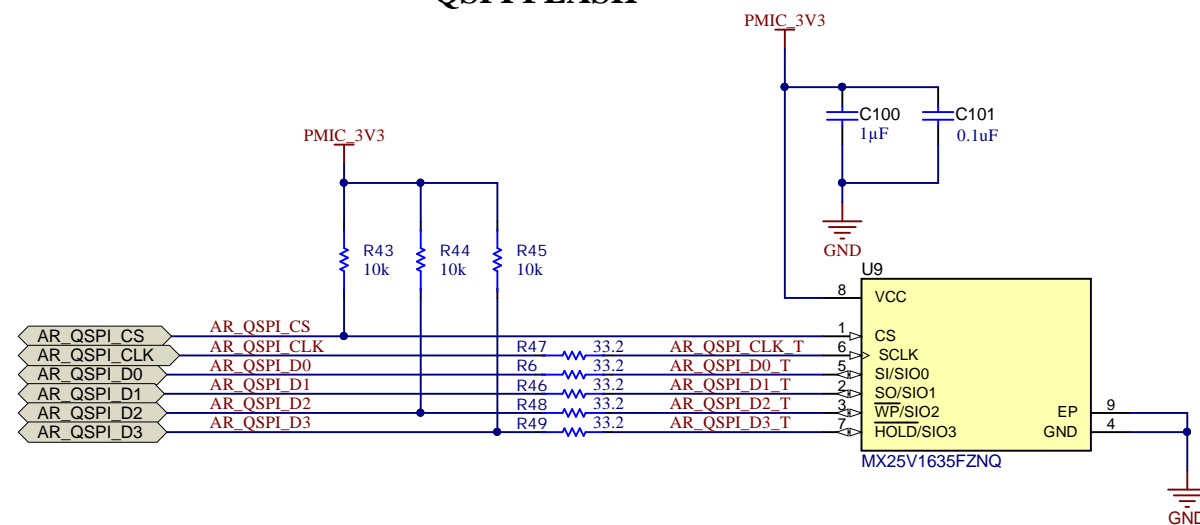 QSPI FLASH
PMIC_3V3
C100
1µF
C101
0.1uF
GND
PMIC_3V3
R43
10k
R44
10k
R45
10k
U9
8 VCC
AR_QSPI_CS AR_QSPI_CS 1 CS
AR_QSPI_CLK AR_QSPI_CLK R47 33.2 AR_QSPI_CLK_T 6 SCLK
AR_QSPI_D0 AR_QSPI_D0 R6 33.2 AR_QSPI_D0_T 5 SI/SIO0
AR_QSPI_D1 AR_QSPI_D1 R46 33.2 AR_QSPI_D1_T 2 SO/SIO1
AR_QSPI_D2 AR_QSPI_D2 R48 33.2 AR_QSPI_D2_T 3 WP/SIO2 EP 9
AR_QSPI_D3 AR_QSPI_D3 R49 33.2 AR_QSPI_D3_T 7 HOLD/SIO3 GND 4
MX25V1635FZNQ
GND